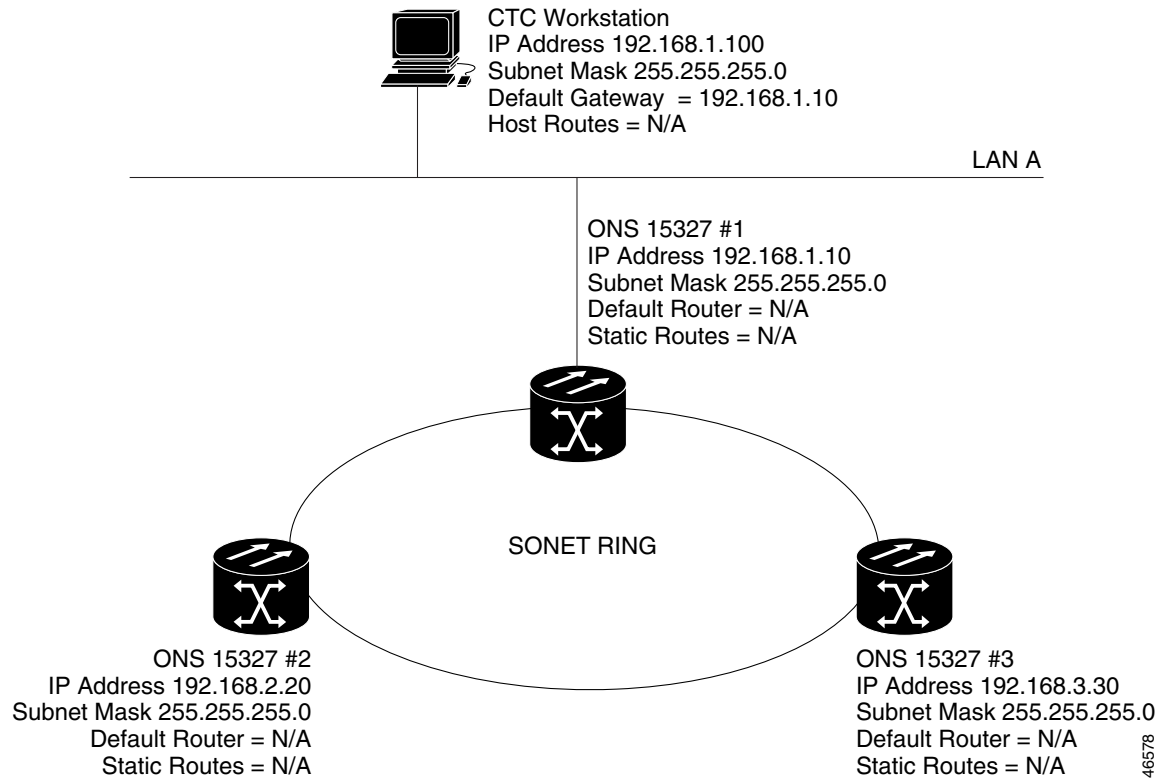 CTC Workstation
IP Address 192.168.1.100
Subnet Mask 255.255.255.0
Default Gateway = 192.168.1.10
Host Routes = N/A
LAN A
ONS 15327 #1
IP Address 192.168.1.10
Subnet Mask 255.255.255.0
Default Router = N/A
Static Routes = N/A
SONET RING
ONS 15327 #2
IP Address 192.168.2.20
Subnet Mask 255.255.255.0
Default Router = N/A
Static Routes = N/A
ONS 15327 #3
IP Address 192.168.3.30
Subnet Mask 255.255.255.0
Default Router = N/A
Static Routes = N/A
46578